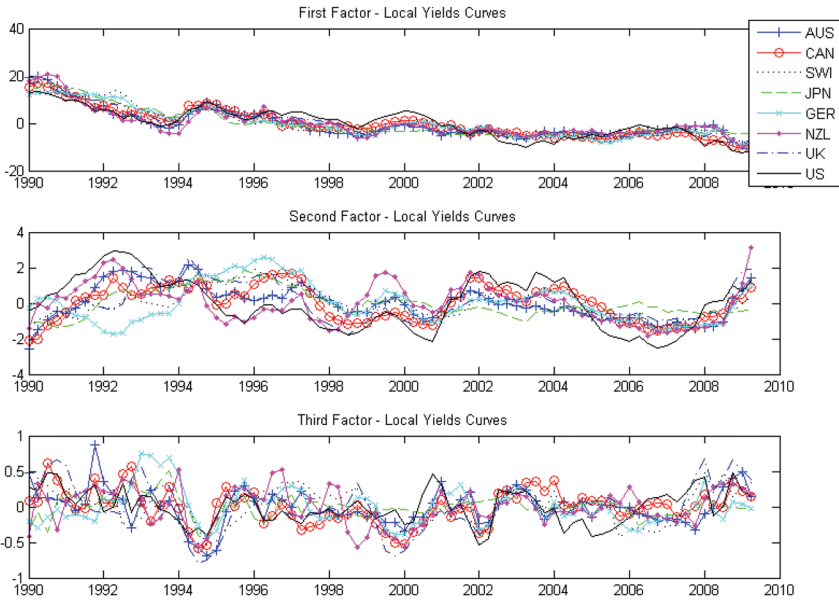 First Factor - Local Yields Curves
40
20
0
-20
1990 1992 1994 1996 1998 2000 2002 2004 2006 2008
AUS
CAN
SWI
JPN
GER
NZL
UK
US
Second Factor - Local Yields Curves
4
2
0
-2
-4
1990 1992 1994 1996 1998 2000 2002 2004 2006 2008 2010
Third Factor - Local Yields Curves
1
0.5
0
-0.5
-1
1990 1992 1994 1996 1998 2000 2002 2004 2006 2008 2010